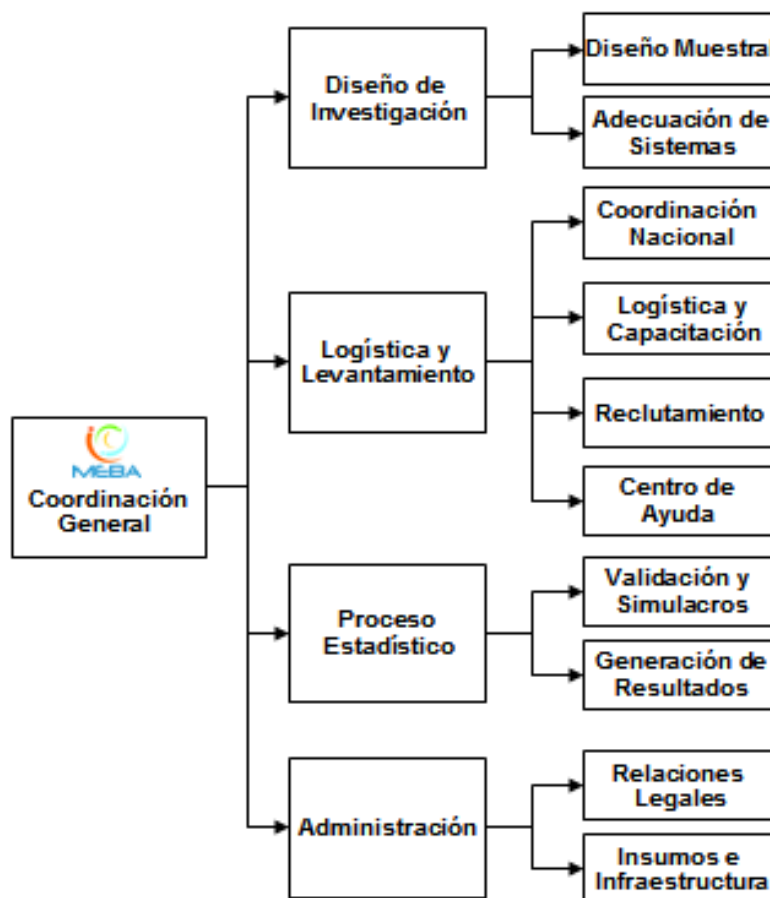 MEBA
Coordinación
General
Diseño de
Investigación
Diseño Muestral
Adecuación de
Sistemas
Logística y
Levantamiento
Coordinación
Nacional
Logística y
Capacitación
Reclutamiento
Centro de
Ayuda
Proceso
Estadístico
Validación y
Simulacros
Generación de
Resultados
Administración
Relaciones
Legales
Insumos e
Infraestructura